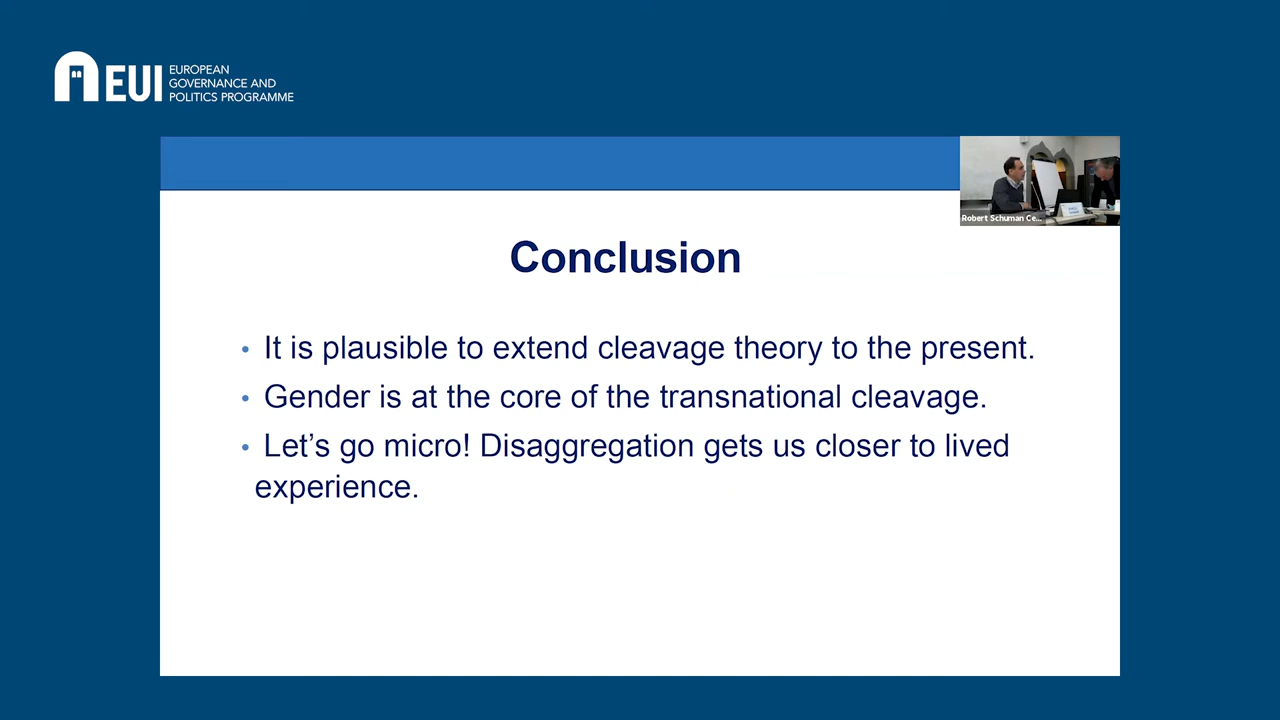 EUI
EUROPEAN
GOVERNANCE AND
POLITICS PROGRAMME
Robert Schuman Ce...
Conclusion
• It is plausible to extend cleavage theory to the present.
• Gender is at the core of the transnational cleavage.
• Let’s go micro! Disaggregation gets us closer to lived
experience.